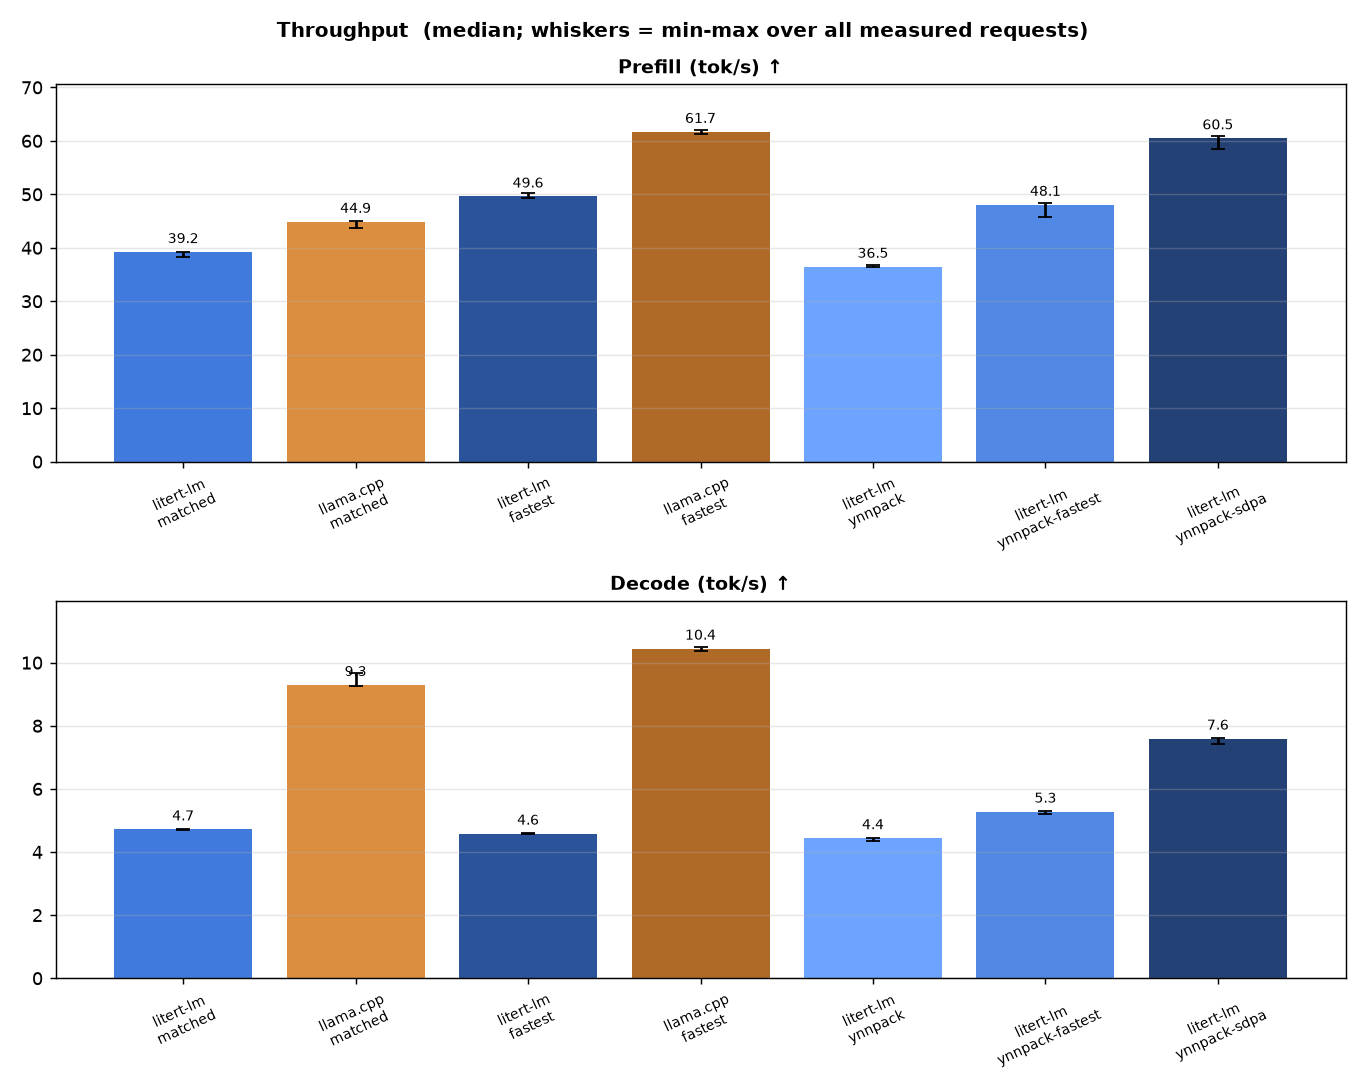 Throughput  (median; whiskers = min-max over all measured requests)
Prefill (tok/s) ↑
70
60
50
40
30
20
10
0
39.2
44.9
49.6
61.7
36.5
48.1
60.5
litert-lm
matched
llama.cpp
matched
litert-lm
fastest
llama.cpp
fastest
litert-lm
ynnpack
litert-lm
ynnpack-fastest
litert-lm
ynnpack-sdpa
Decode (tok/s) ↑
10
8
6
4
2
0
4.7
9.3
4.6
10.4
4.4
5.3
7.6
litert-lm
matched
llama.cpp
matched
litert-lm
fastest
llama.cpp
fastest
litert-lm
ynnpack
litert-lm
ynnpack-fastest
litert-lm
ynnpack-sdpa